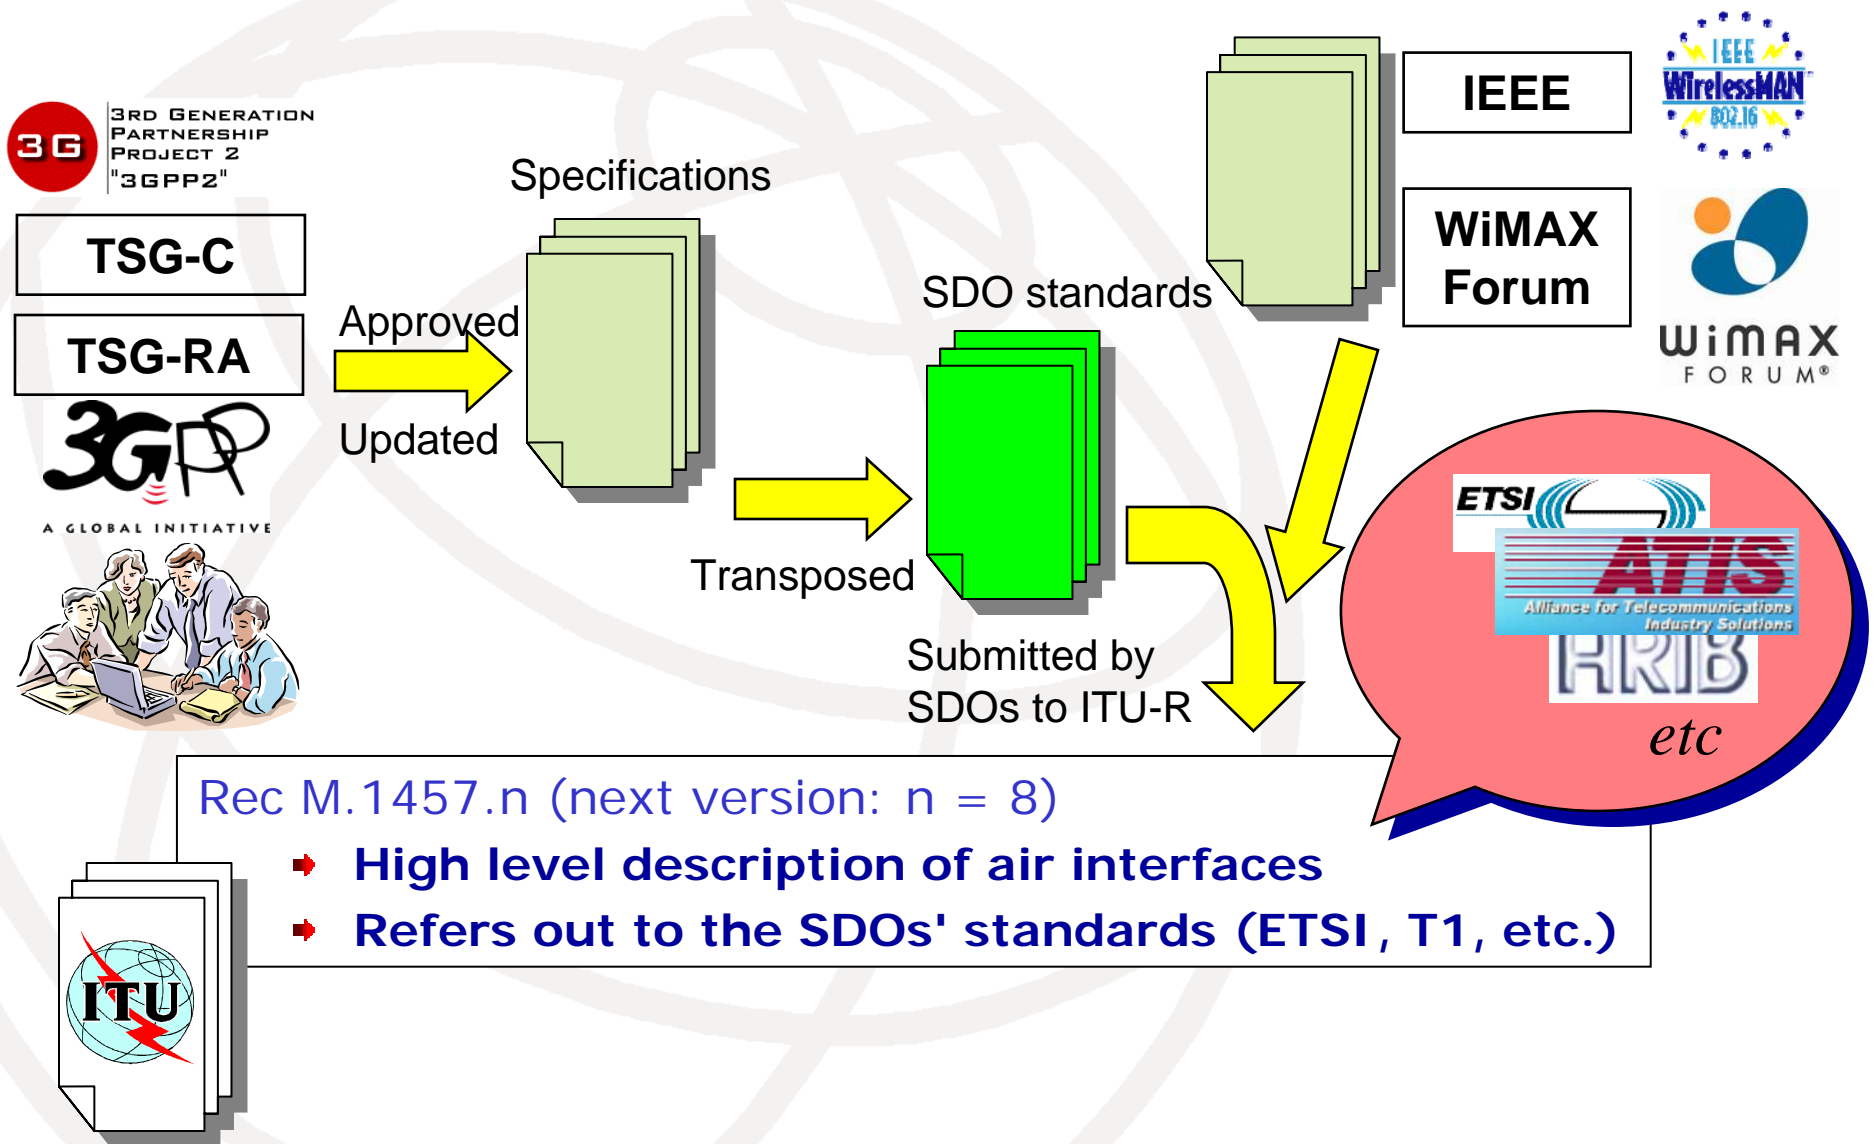 3RD GENERATION
PARTNERSHIP
PROJECT 2
"3GPP2"
3G
TSG-C
TSG-RA
3GPP
A GLOBAL INITIATIVE
Approved
Updated
Specifications
Transposed
SDO standards
Submitted by
SDOs to ITU-R
IEEE
IEEE
WirelessMAN
802.16
WiMAX
Forum
WiMAX
FORUM®
ETSI
ATIS
Alliance for Telecommunications
Industry Solutions
ARIB
etc
Rec M.1457.n (next version: n = 8)
High level description of air interfaces
Refers out to the SDOs' standards (ETSI, T1, etc.)
ITU